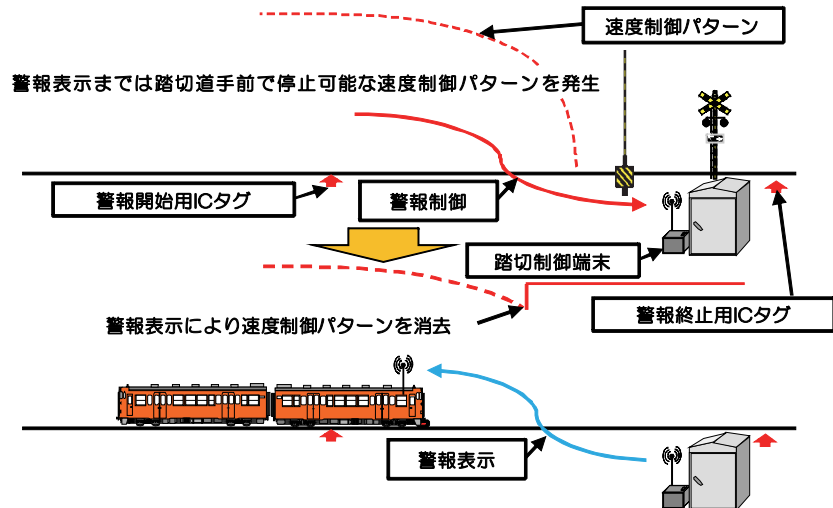 速度制御パターン
警報表示までは踏切道手前で停止可能な速度制御パターンを発生
警報開始用ICタグ
警報制御
踏切制御端末
警報終止用ICタグ
警報表示により速度制御パターンを消去
警報表示